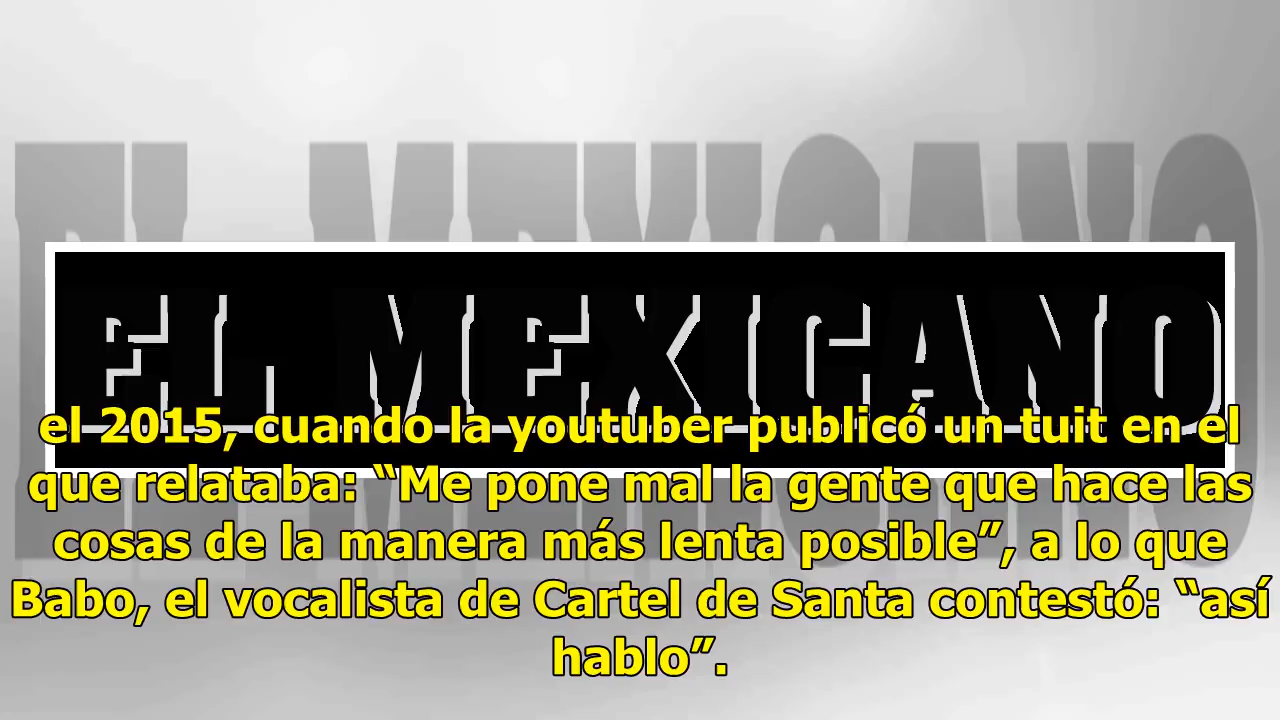 EL MEXICANO
EL MEXICANO
el 2015, cuando la youtuber publicó un tuit en el
que relataba: “Me pone mal la gente que hace las
cosas de la manera más lenta posible”, a lo que
Babo, el vocalista de Cartel de Santa contestó: “así
hablo”.